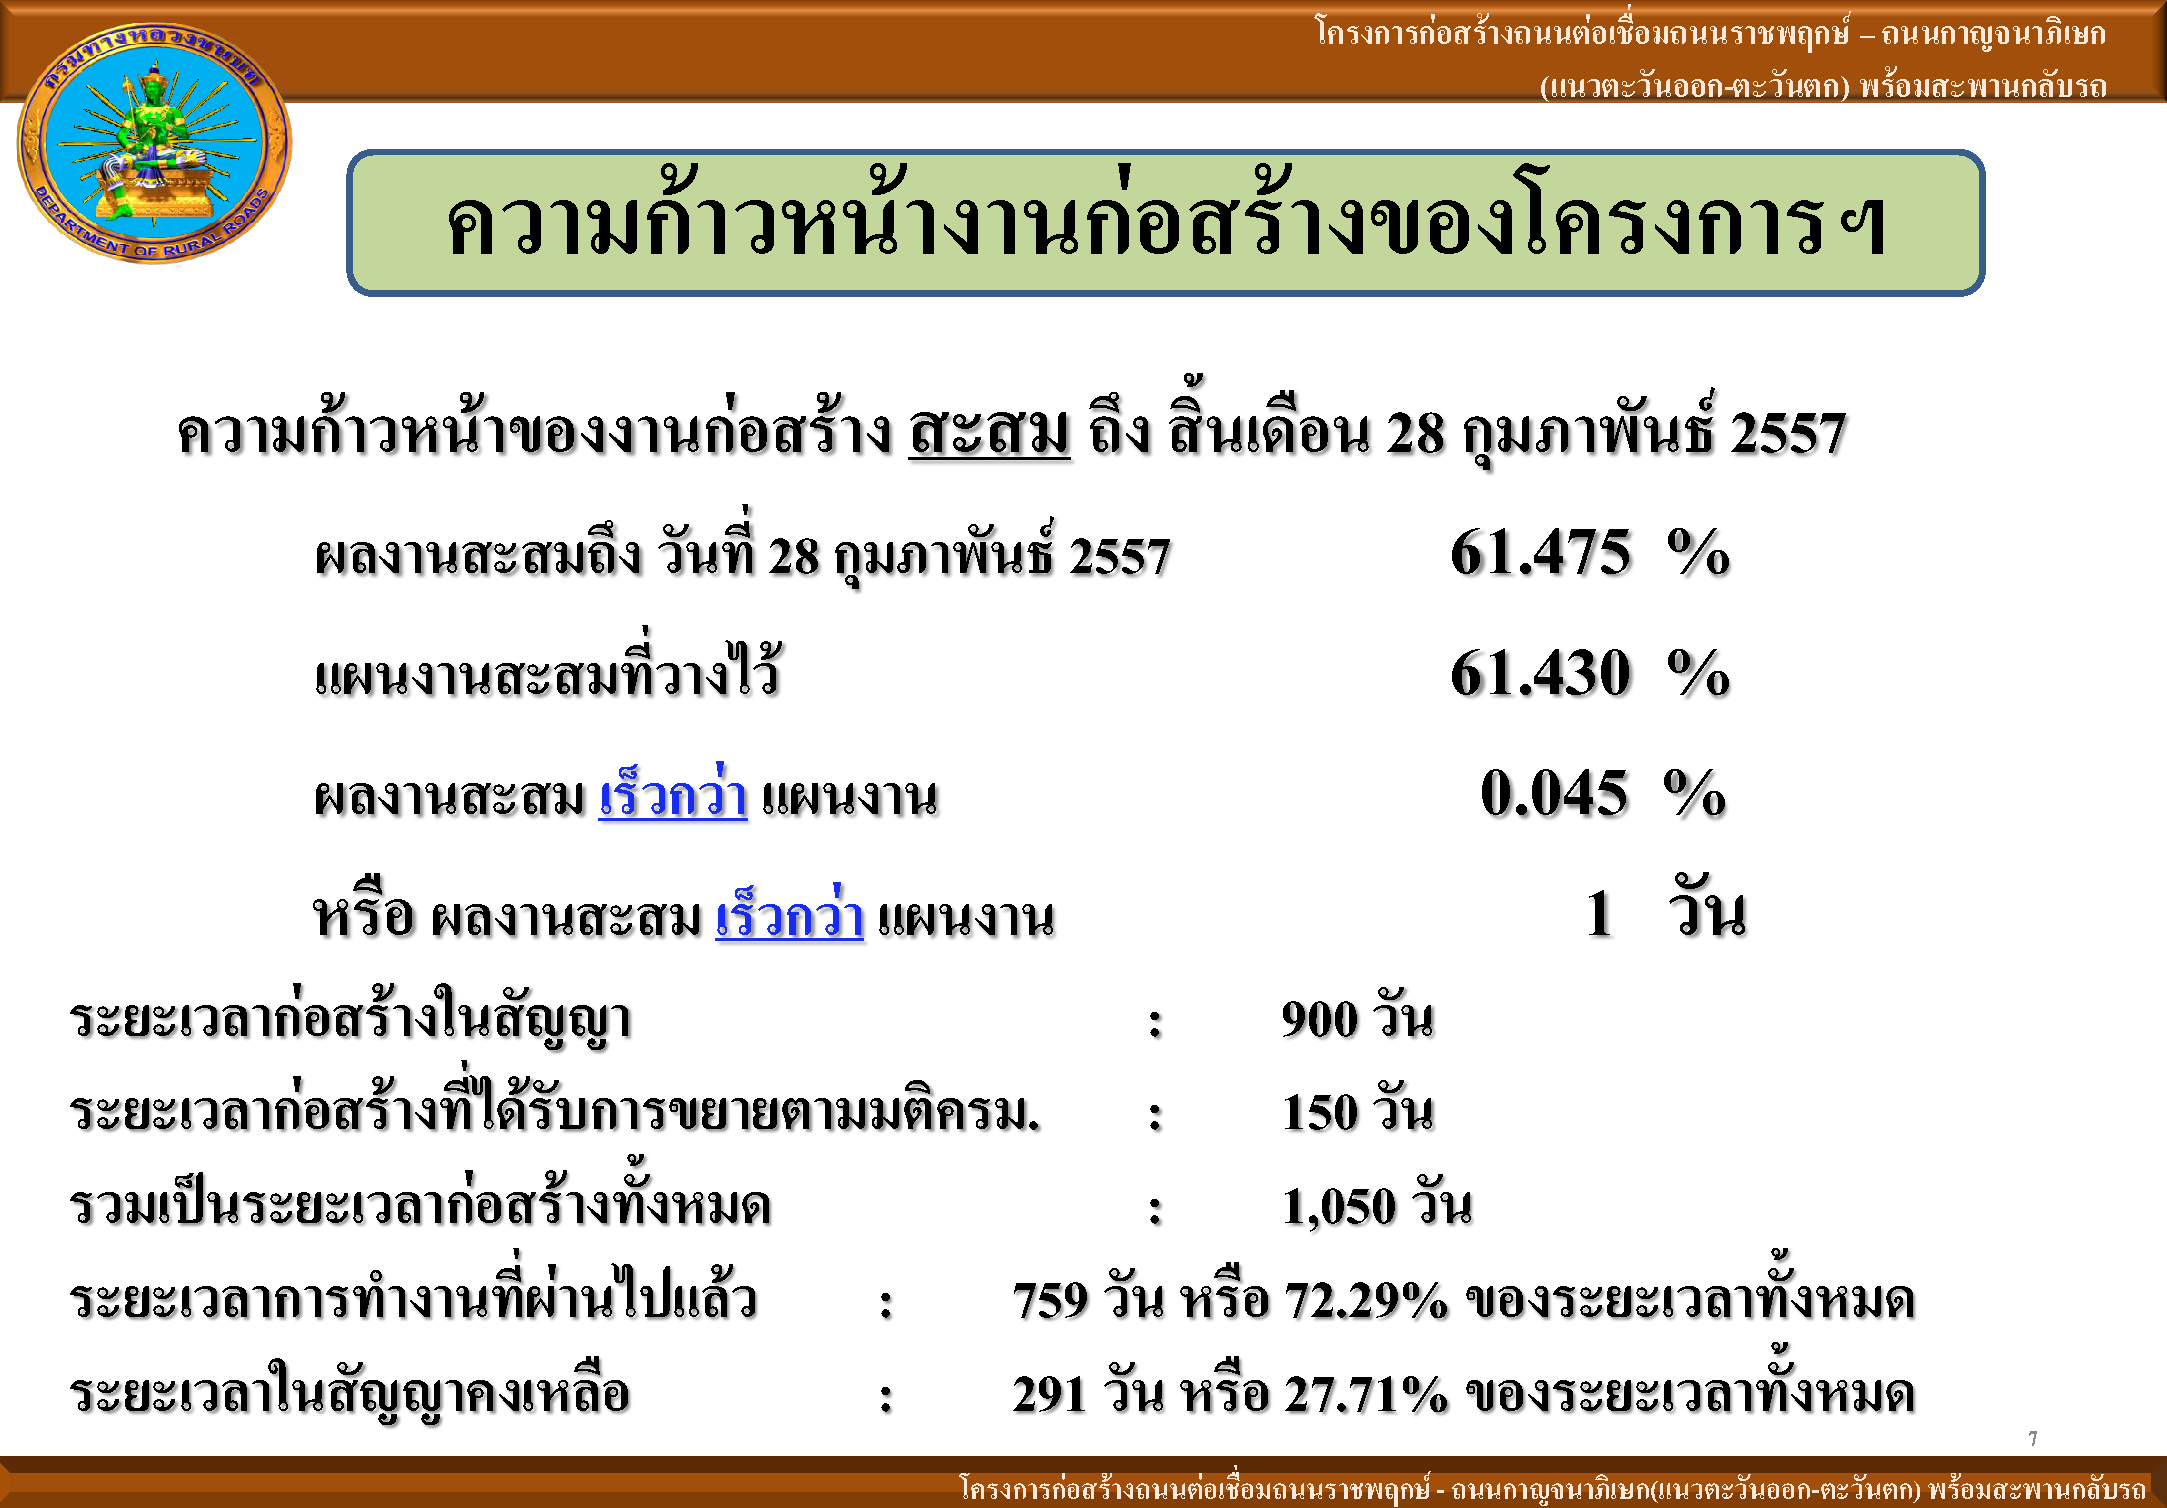 โครงการก่อสร้างถนนต่อเชื่อมถนนราชพฤกษ์ – ถนนกาญจนาภิเษก
(แนวตะวันออก-ตะวันตก) พร้อมสะพานกลับรถ
กรมทางหลวงชนบท
DEPARTMENT OF RURAL ROADS
ความก้าวหน้างานก่อสร้างของโครงการฯ
ความก้าวหน้าของงานก่อสร้าง สะสม ถึง สิ้นเดือน 28 กุมภาพันธ์ 2557
ผลงานสะสมถึง วันที่ 28 กุมภาพันธ์ 2557 61.475 %
แผนงานสะสมที่วางไว้ 61.430 %
ผลงานสะสม เร็วกว่า แผนงาน 0.045 %
หรือ ผลงานสะสม เร็วกว่า แผนงาน 1 วัน
ระยะเวลาก่อสร้างในสัญญา : 900 วัน
ระยะเวลาก่อสร้างที่ได้รับการขยายตามมติครม. : 150 วัน
รวมเป็นระยะเวลาก่อสร้างทั้งหมด : 1,050 วัน
ระยะเวลาการทำงานที่ผ่านไปแล้ว : 759 วัน หรือ 72.29% ของระยะเวลาทั้งหมด
ระยะเวลาในสัญญาคงเหลือ : 291 วัน หรือ 27.71% ของระยะเวลาทั้งหมด
7
โครงการก่อสร้างถนนต่อเชื่อมถนนราชพฤกษ์ - ถนนกาญจนาภิเษก(แนวตะวันออก-ตะวันตก) พร้อมสะพานกลับรถ